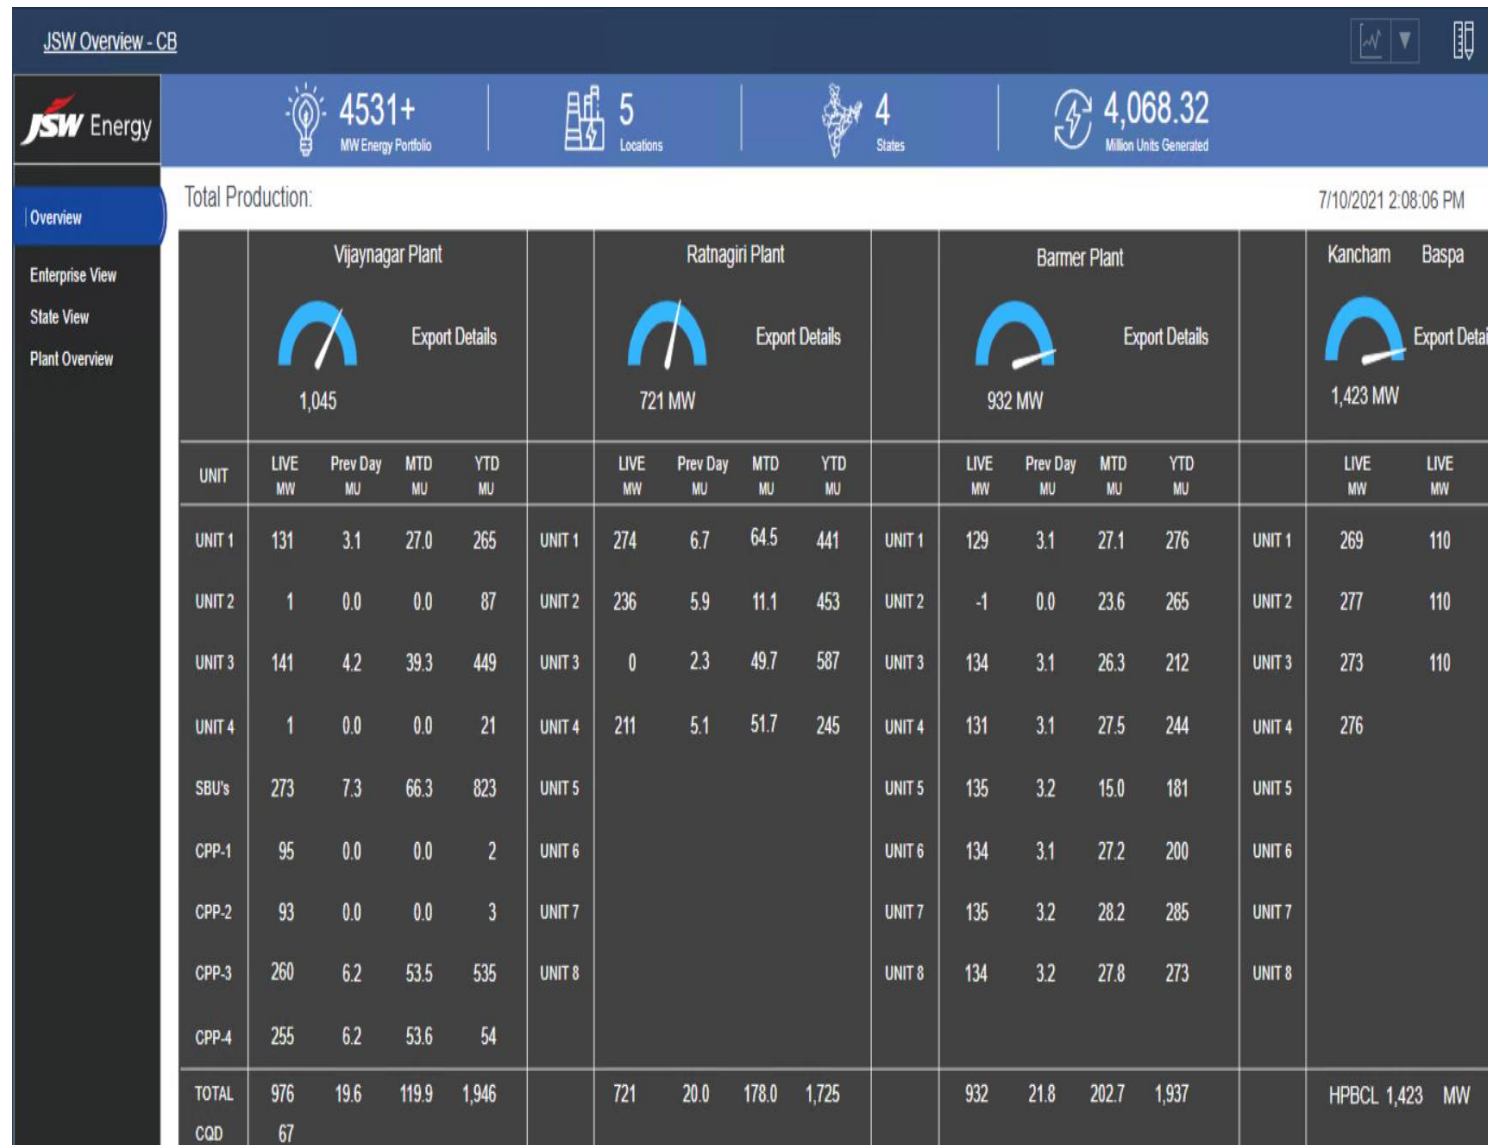 JSW Overview - CB
JSW Energy
4531+
MW Energy Portfolio
5
Locations
4
States
4,068.32
Million Units Generated
Overview
Enterprise View
State View
Plant Overview
Total Production:
7/10/2021 2:08:06 PM
Vijaynagar Plant Ratnagiri Plant Barmer Plant Kancham Baspa
Export Details Export Details Export Details Export Detai
1,045 721 MW 932 MW 1,423 MW
UNIT LIVE Prev Day MTD YTD LIVE Prev Day MTD YTD LIVE Prev Day MTD YTD LIVE LIVE
MW MU MU MU MW MU MU MU MW MU MU MU MW MW
UNIT 1 131 3.1 27.0 265 UNIT 1 274 6.7 64.5 441 UNIT 1 129 3.1 27.1 276 UNIT 1 269 110
UNIT 2 1 0.0 0.0 87 UNIT 2 236 5.9 11.1 453 UNIT 2 -1 0.0 23.6 265 UNIT 2 277 110
UNIT 3 141 4.2 39.3 449 UNIT 3 0 2.3 49.7 587 UNIT 3 134 3.1 26.3 212 UNIT 3 273 110
UNIT 4 1 0.0 0.0 21 UNIT 4 211 5.1 51.7 245 UNIT 4 131 3.1 27.5 244 UNIT 4 276
SBU's 273 7.3 66.3 823 UNIT 5 UNIT 5 135 3.2 15.0 181 UNIT 5
CPP-1 95 0.0 0.0 2 UNIT 6 UNIT 6 134 3.1 27.2 200 UNIT 6
CPP-2 93 0.0 0.0 3 UNIT 7 UNIT 7 135 3.2 28.2 285 UNIT 7
CPP-3 260 6.2 53.5 535 UNIT 8 UNIT 8 134 3.2 27.8 273 UNIT 8
CPP-4 255 6.2 53.6 54
TOTAL 976 19.6 119.9 1,946 721 20.0 178.0 1,725 932 21.8 202.7 1,937 HPBCL 1,423 MW
CQD 67